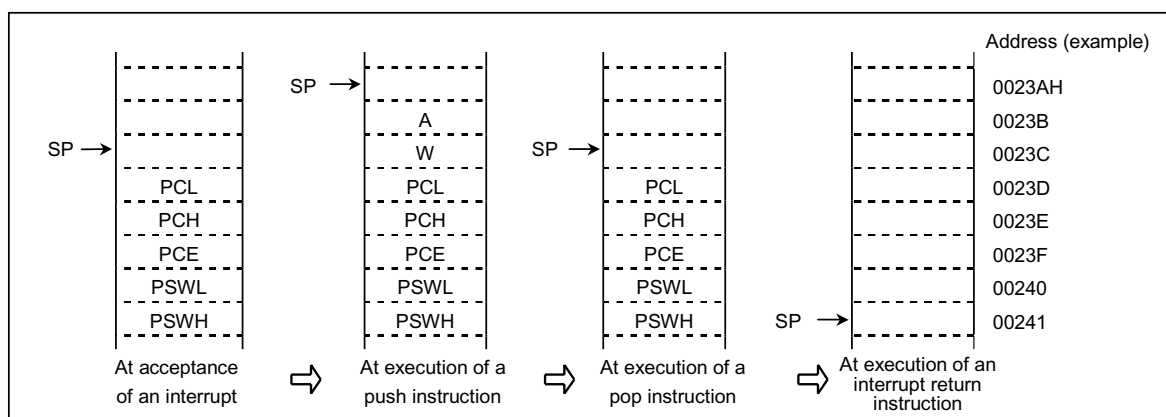 Address (example)
SP
0023AH
A
0023B
SP
W
SP
0023C
PCL
PCL
PCL
0023D
PCH
PCH
PCH
0023E
PCE
PCE
PCE
0023F
PSWL
PSWL
PSWL
00240
PSWH
PSWH
PSWH
SP
00241
At acceptance
of an interrupt
At execution of a
push instruction
At execution of a
pop instruction
At execution of an
interrupt return
instruction